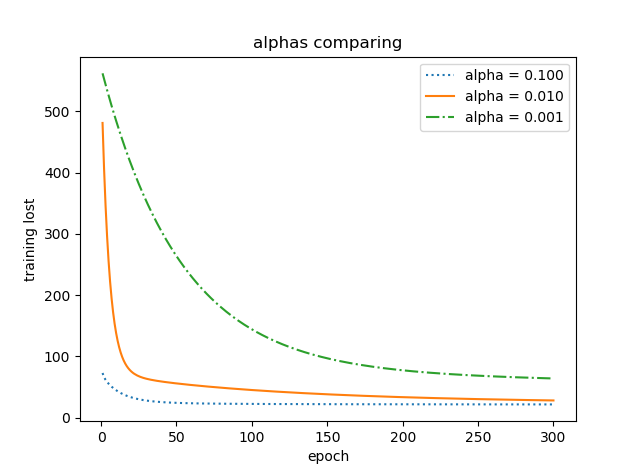 alphas comparing
alpha = 0.100
alpha = 0.010
alpha = 0.001
training lost
500
400
300
200
100
0
0 50 100 150 200 250 300
epoch